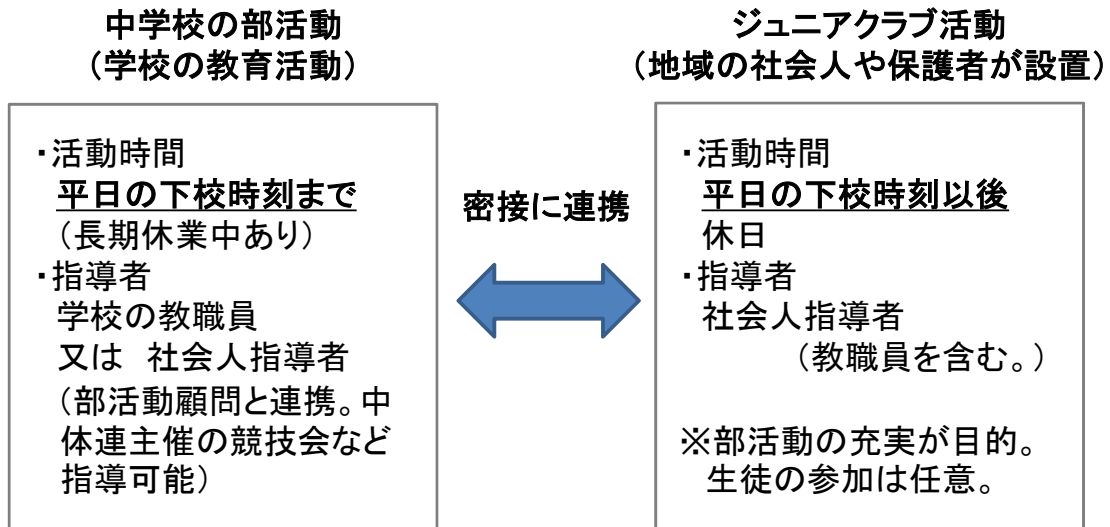 中学校の部活動
（学校の教育活動）
・活動時間
平日の下校時刻まで
（長期休業中あり）
・指導者
学校の教職員
又は　社会人指導者
（部活動顧問と連携。中
体連主催の競技会など
指導可能）
密接に連携
ジュニアクラブ活動
（地域の社会人や保護者が設置）
・活動時間
平日の下校時刻以後
休日
・指導者
社会人指導者
（教職員を含む。）
※部活動の充実が目的。
生徒の参加は任意。